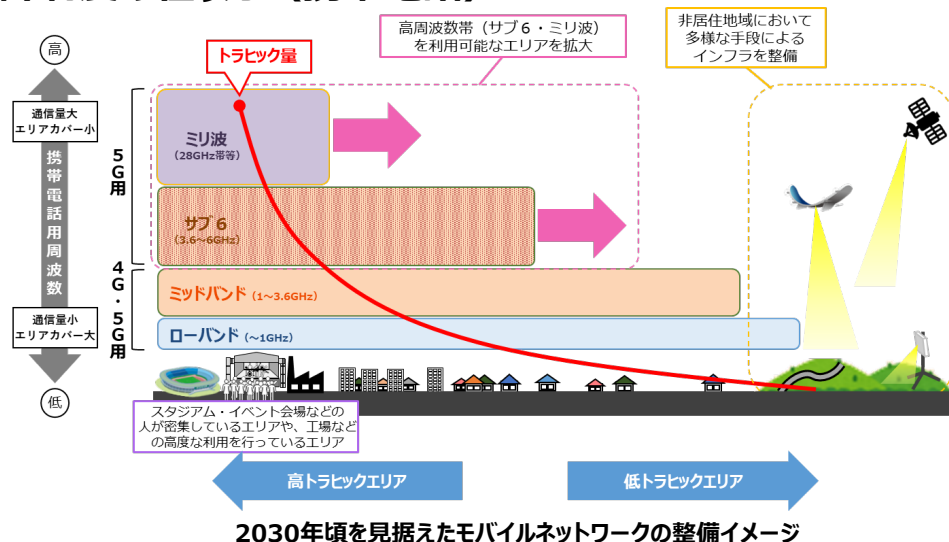 高
高周波数帯（サブ６・ミリ波）
を利用可能なエリアを拡大
非居住地域において
多様な手段による
インフラを整備
トラヒック量
通信量大
エリアカバー小
携帯電話用周波数
通信量小
エリアカバー大
低
５G用
４G・５G用
ミリ波
（28GHz帯等）
サブ６
（3.6～6GHz）
ミッドバンド（1～3.6GHz）
ローバンド（～1GHz）
スタジアム・イベント会場などの
人が密集しているエリアや、工場など
の高度な利用を行っているエリア
高トラヒックエリア
低トラヒックエリア
2030年頃を見据えたモバイルネットワークの整備イメージ